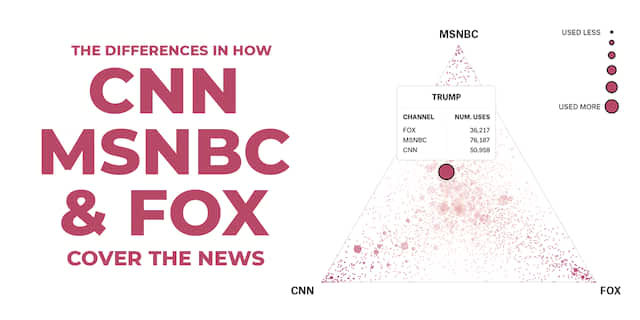 THE DIFFERENCES IN HOW
CNN
MSNBC
& FOX
COVER THE NEWS
MSNBC
USED LESS
USED MORE
TRUMP
CHANNEL NUM. USES
FOX 36,217
MSNBC 76,187
CNN 50,958
CNN
FOX